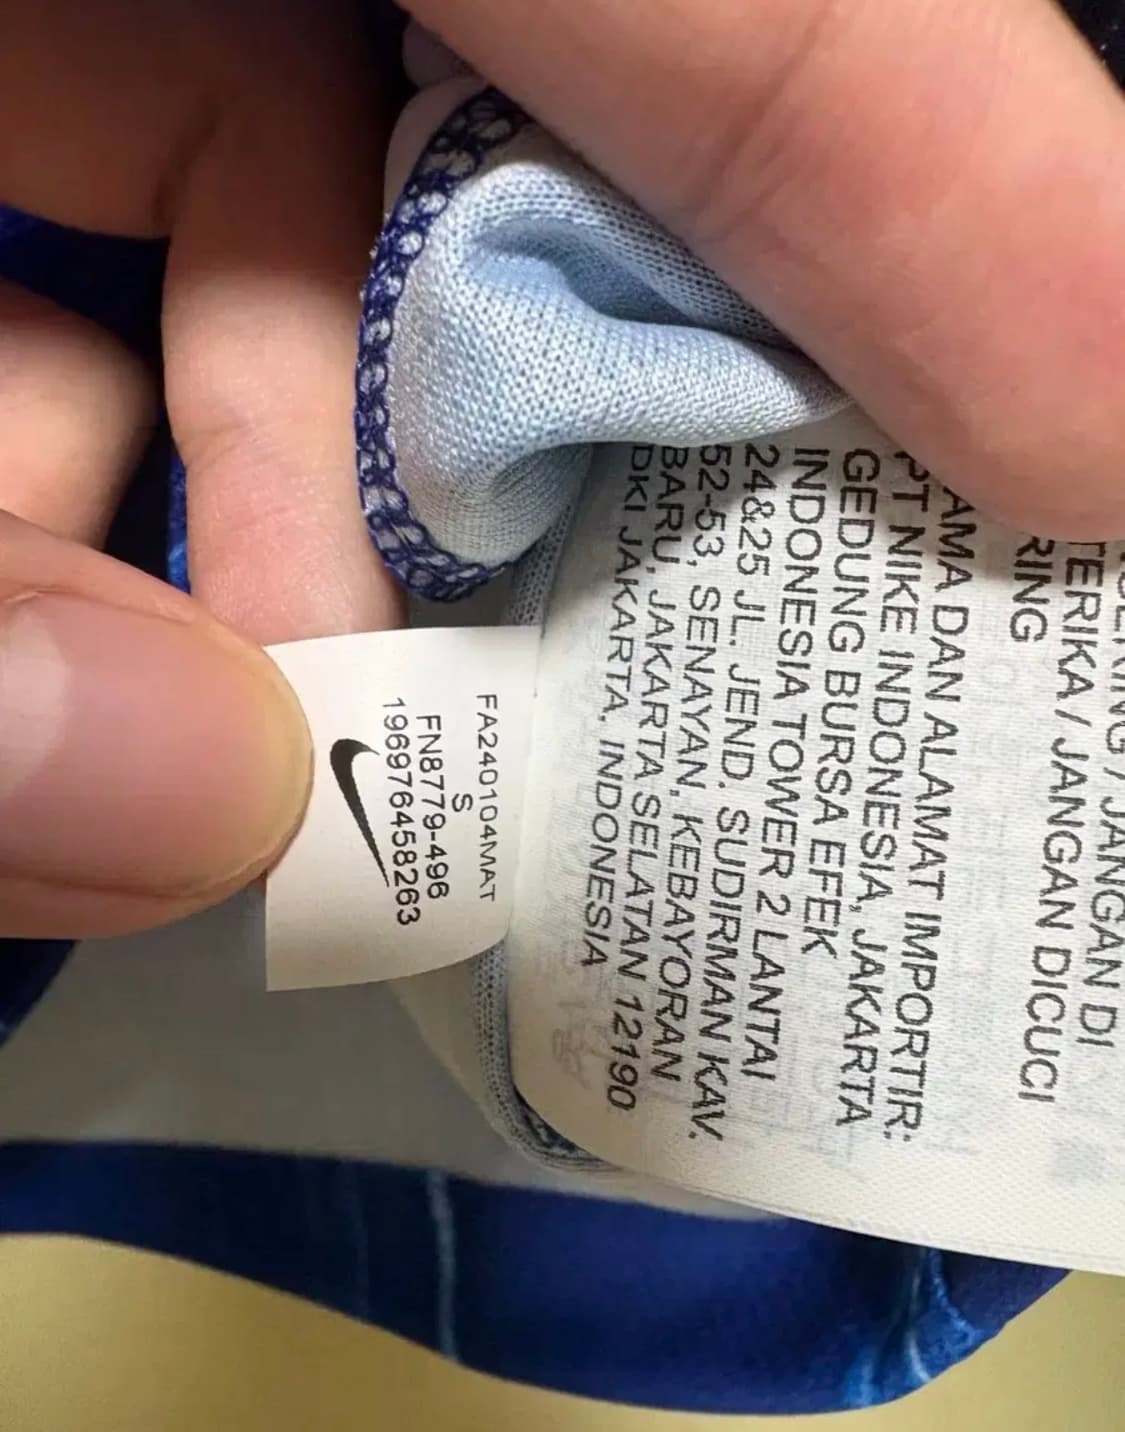 FA240104MAT
S
FN8779-496
196976458263
JANGAN DI
TERIKA / JANGAN DICUCI
RING
AMA DAN ALAMAT IMPORTIR:
PT NIKE INDONESIA, JAKARTA
GEDUNG BURSA EFEK
INDONESIA TOWER 2 LANTAI
24&25 JL. JEND. SUDIRMAN KAV.
52-53, SENAYAN, KEBAYORAN
BARU, JAKARTA SELATAN 12190
DKI JAKARTA, INDONESIA